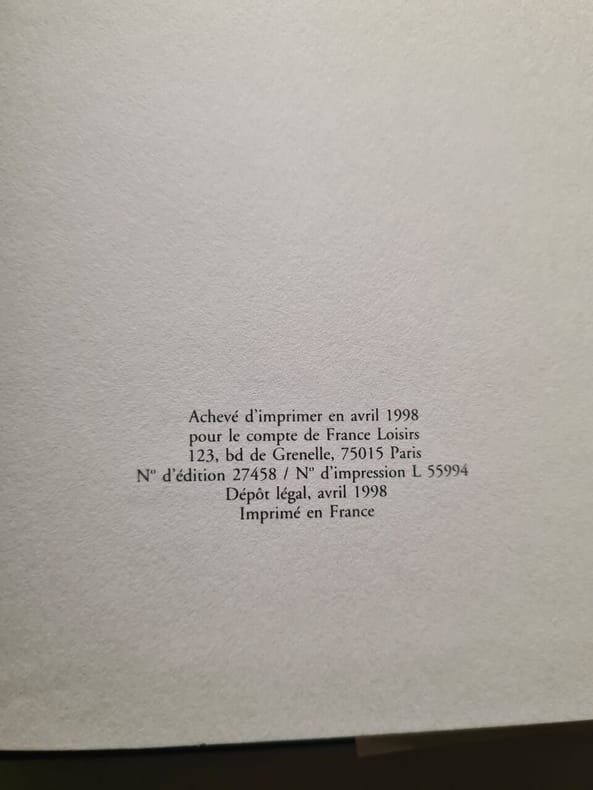 Achevé d'imprimer en avril 1998
pour le compte de France Loisirs
123, bd de Grenelle, 75015 Paris
N° d'édition 27458 / N° d'impression L 55994
Dépôt légal, avril 1998
Imprimé en France